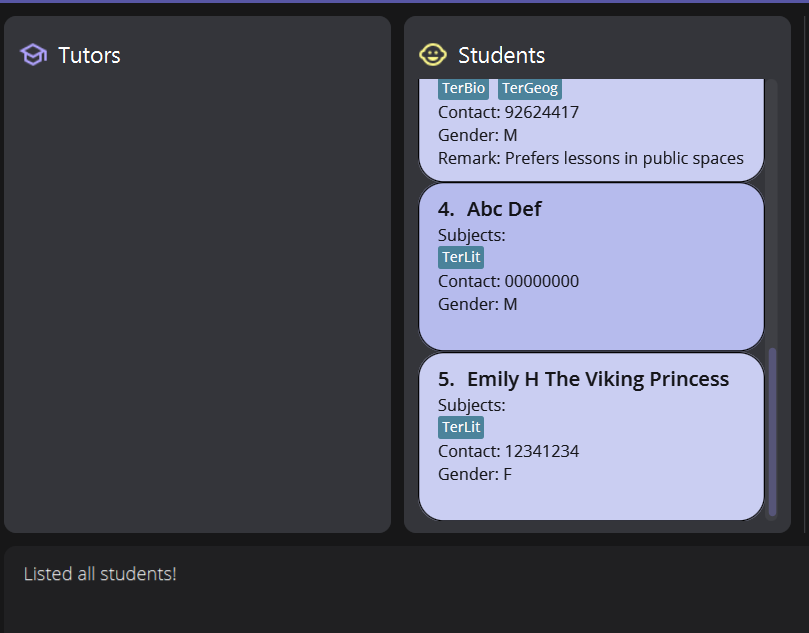 Tutors
Students
TerBio TerGeog
Contact: 92624417
Gender: M
Remark: Prefers lessons in public spaces
4. Abc Def
Subjects:
TerLit
Contact: 00000000
Gender: M
5. Emily H The Viking Princess
Subjects:
TerLit
Contact: 12341234
Gender: F
Listed all students!